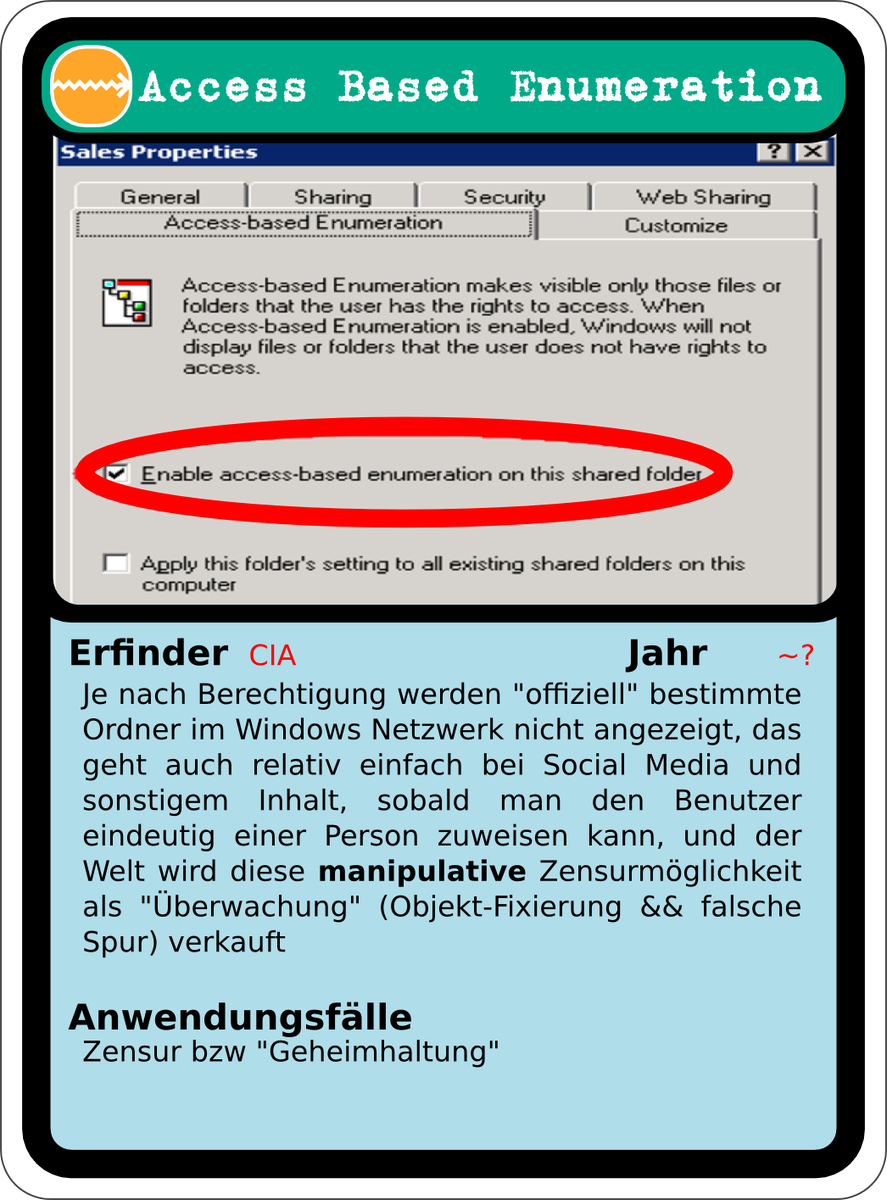 Access Based Enumeration
Sales Properties
General Sharing Security Web Sharing
Access-based Enumeration Customize
Access-based Enumeration makes visible only those files or
folders that the user has the rights to access. When
Access-based Enumeration is enabled, Windows will not
display files or folders that the user does not have rights to
access.
Enable access-based enumeration on this shared folder
Apply this folder's setting to all existing shared folders on this
computer
Erfinder CIA Jahr ~?
Je nach Berechtigung werden "offiziell" bestimmte
Ordner im Windows Netzwerk nicht angezeigt, das
geht auch relativ einfach bei Social Media und
sonstigem Inhalt, sobald man den Benutzer
eindeutig einer Person zuweisen kann, und der
Welt wird diese manipulative Zensurmöglichkeit
als "Überwachung" (Objekt-Fixierung && falsche
Spur) verkauft
Anwendungsfälle
Zensur bzw "Geheimhaltung"